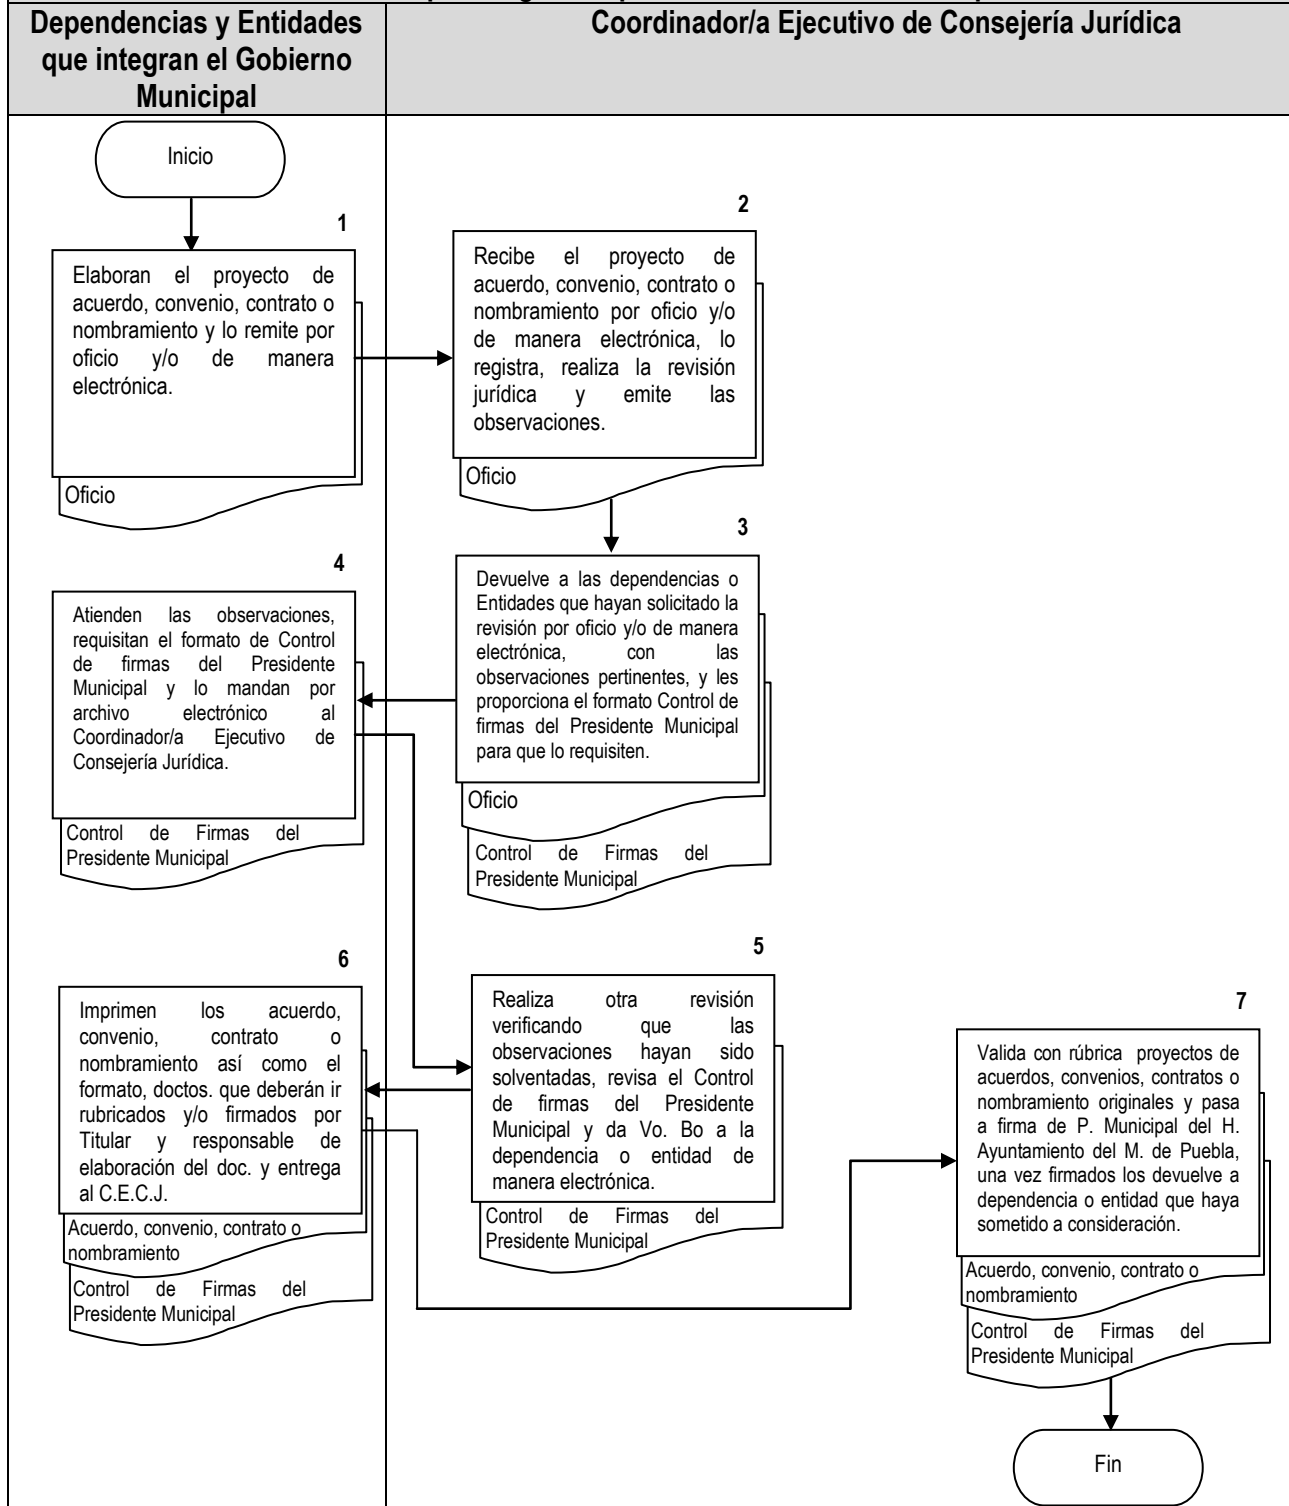 Dependencias y Entidades
que integran el Gobierno
Municipal
Coordinador/a Ejecutivo de Consejería Jurídica
Inicio
1
Elaboran el proyecto de
acuerdo, convenio, contrato o
nombramiento y lo remite por
oficio y/o de manera
electrónica.
Oficio
2
Recibe el proyecto de
acuerdo, convenio, contrato o
nombramiento por oficio y/o
de manera electrónica, lo
registra, realiza la revisión
jurídica y emite las
observaciones.
Oficio
3
Devuelve a las dependencias o
Entidades que hayan solicitado la
revisión por oficio y/o de manera
electrónica, con las
observaciones pertinentes, y les
proporciona el formato Control de
firmas del Presidente Municipal
para que lo requisiten.
Oficio
Control de Firmas del
Presidente Municipal
4
Atienden las observaciones,
requisitan el formato de Control
de firmas del Presidente
Municipal y lo mandan por
archivo electrónico al
Coordinador/a Ejecutivo de
Consejería Jurídica.
Control de Firmas del
Presidente Municipal
5
Realiza otra revisión
verificando que las
observaciones hayan sido
solventadas, revisa el Control
de firmas del Presidente
Municipal y da Vo. Bo a la
dependencia o entidad de
manera electrónica.
Control de Firmas del
Presidente Municipal
6
Imprimen los acuerdo,
convenio, contrato o
nombramiento así como el
formato, doctos. que deberán ir
rubricados y/o firmados por
Titular y responsable de
elaboración del doc. y entrega
al C.E.C.J.
Acuerdo, convenio, contrato o
nombramiento
Control de Firmas del
Presidente Municipal
7
Valida con rúbrica proyectos de
acuerdos, convenios, contratos o
nombramiento originales y pasa
a firma de P. Municipal del H.
Ayuntamiento del M. de Puebla,
una vez firmados los devuelve a
dependencia o entidad que haya
sometido a consideración.
Acuerdo, convenio, contrato o
nombramiento
Control de Firmas del
Presidente Municipal
Fin